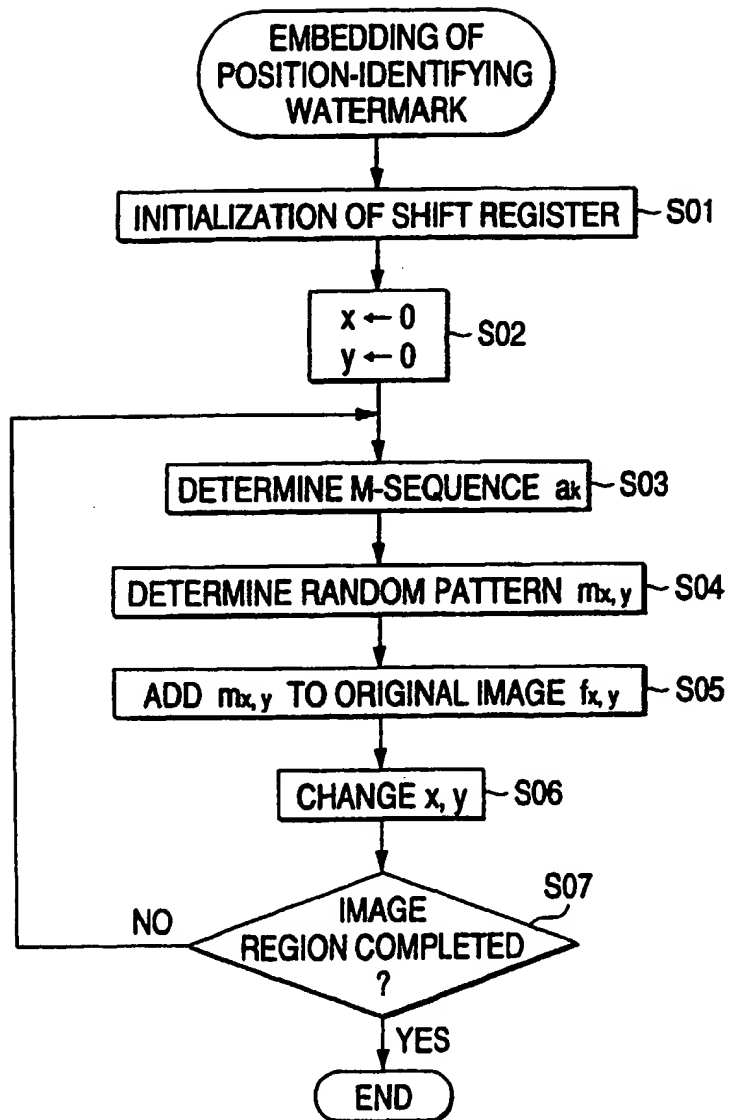 EMBEDDING OF
POSITION-IDENTIFYING
WATERMARK
INITIALIZATION OF SHIFT REGISTER
S01
x ← 0
y ← 0
S02
DETERMINE M-SEQUENCE ak
S03
DETERMINE RANDOM PATTERN mx, y
S04
ADD mx, y TO ORIGINAL IMAGE fx, y
S05
CHANGE x, y
S06
S07
IMAGE
REGION COMPLETED
?
NO
YES
END